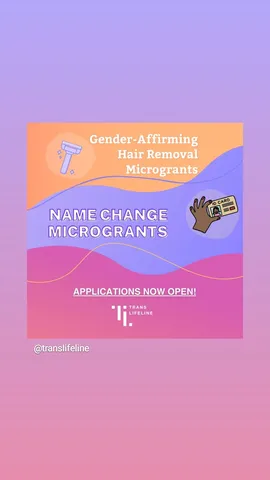 Gender-Affirming
Hair Removal
Microgrants
NAME CHANGE
MICROGRANTS
APPLICATIONS NOW OPEN!
TRANS
LIFELINE
@translifeline